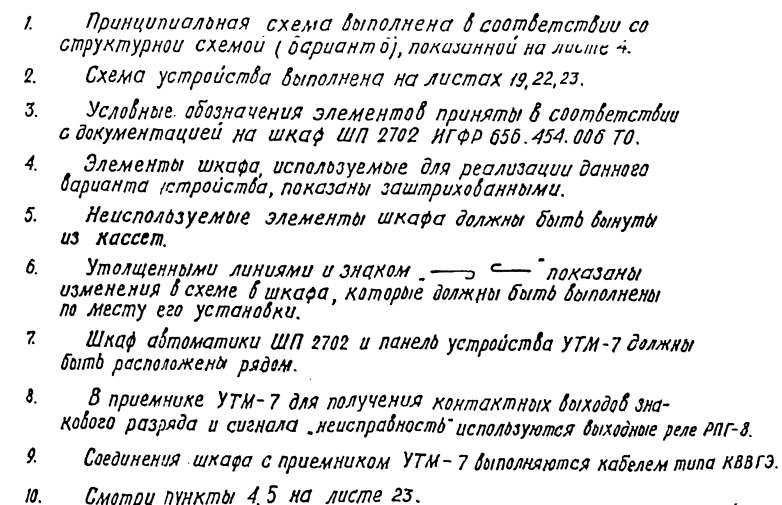 1. Принципиальная схема выполнена в соответствии со
структурной схемой (вариант б), показанной на листе 4.
2. Схема устройства выполнена на листах 19,22,23.
3. Условные обозначения элементов приняты в соответствии
с документацией на шкаф ШП 2702 ИГФР 656.454.006 ТО.
4. Элементы шкафа, используемые для реализации данного
варианта устройства, показаны заштрихованными.
5. Неиспользуемые элементы шкафа должны быть вынуты
из кассет.
6. Утолщенными линиями и знаком „ “ показаны
изменения в схеме в шкафа, которые должны быть выполнены
по месту его установки.
7. Шкаф автоматики ШП 2702 и панель устройства УТМ-7 должны
быть расположены рядом.
8. В приемнике УТМ-7 для получения контактных выходов зна-
кового разряда и сигнала „неисправность“ используются выходные реле РПГ-8.
9. Соединения шкафа с приемником УТМ-7 выполняются кабелем типа КВВГЭ.
10. Смотри пункты 4,5 на листе 23.